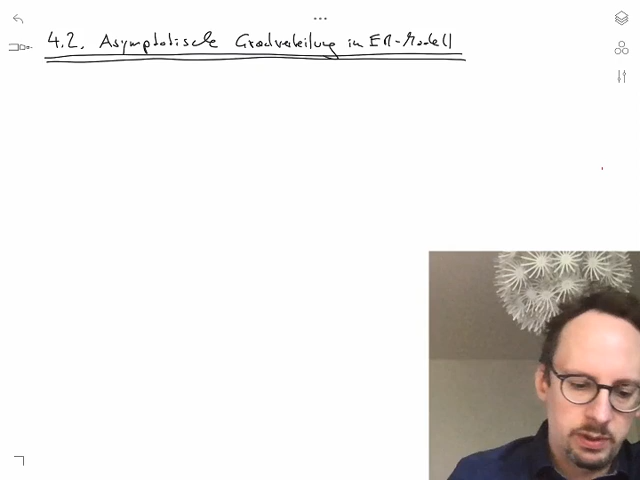 4.2. Asymptotische Gradverteilung im ER-Modell